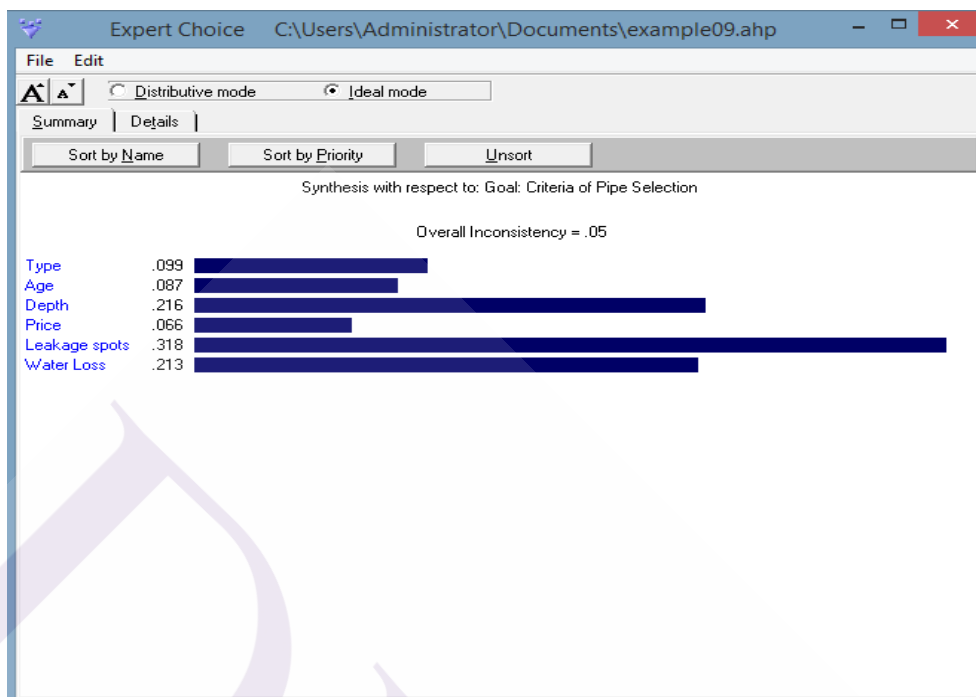 Expert Choice C:\Users\Administrator\Documents\example09.ahp
File Edit
A A Distributive mode Ideal mode
Summary Details
Sort by Name Sort by Priority Unsort
Synthesis with respect to: Goal: Criteria of Pipe Selection
Overall Inconsistency = .05
Type .099
Age .087
Depth .216
Price .066
Leakage spots .318
Water Loss .213